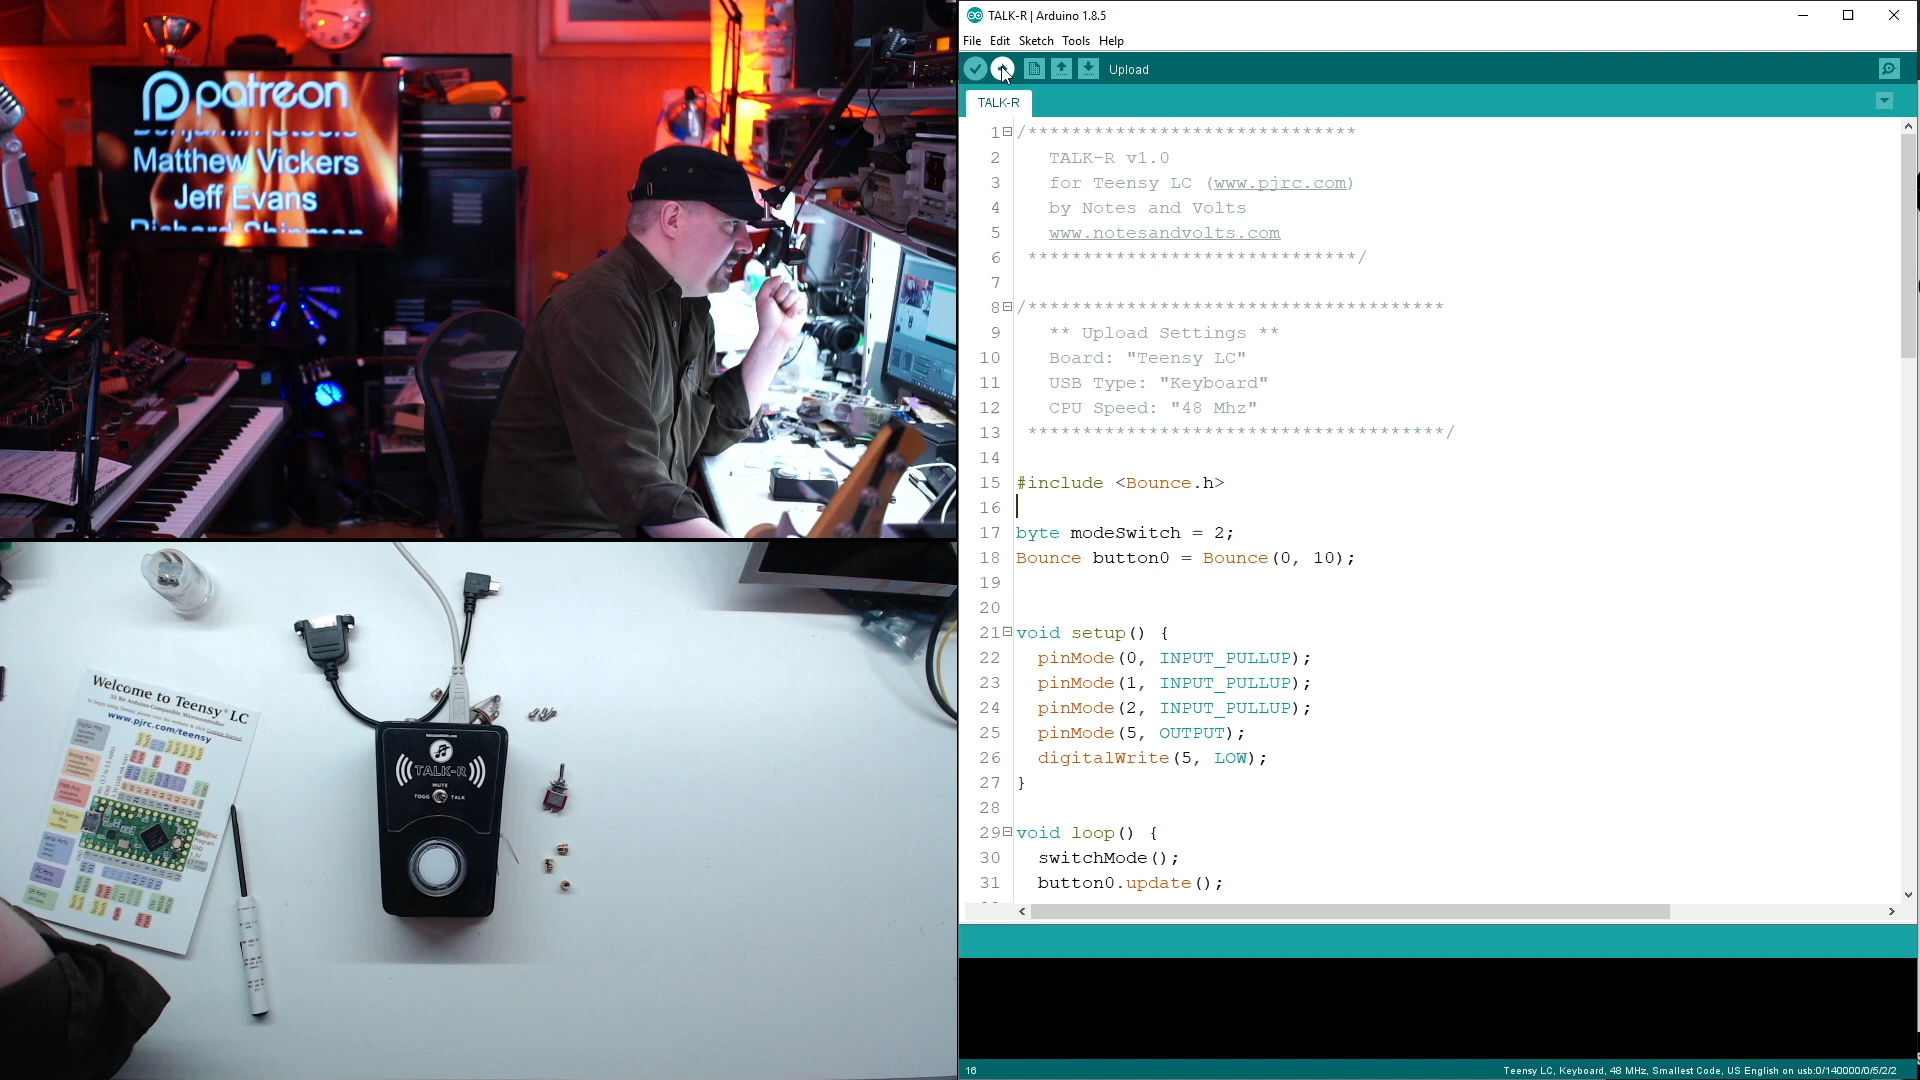 patreon
Matthew Vickers
Jeff Evans
TALK-R | Arduino 1.8.5
File Edit Sketch Tools Help
Upload
TALK-R
1 /******************************
2 TALK-R v1.0
3 for Teensy LC (www.pjrc.com)
4 by Notes and Volts
5 www.notesandvolts.com
6 ******************************/
7
8 /**************************************
9 ** Upload Settings **
10 Board: "Teensy LC"
11 USB Type: "Keyboard"
12 CPU Speed: "48 Mhz"
13 **************************************/
14
15 #include <Bounce.h>
16
17 byte modeSwitch = 2;
18 Bounce button0 = Bounce(0, 10);
19
20
21 void setup() {
22 pinMode(0, INPUT_PULLUP);
23 pinMode(1, INPUT_PULLUP);
24 pinMode(2, INPUT_PULLUP);
25 pinMode(5, OUTPUT);
26 digitalWrite(5, LOW);
27 }
28
29 void loop() {
30 switchMode();
31 button0.update();
16
Teensy LC, Keyboard, 48 MHz, Smallest Code, US English on usb:0/140000/0/5/2/2
Welcome to Teensy® LC
32 Bit Arduino-Compatible Microcontroller
www.pjrc.com/teensy
TALK-R
MUTE
TOGG TALK